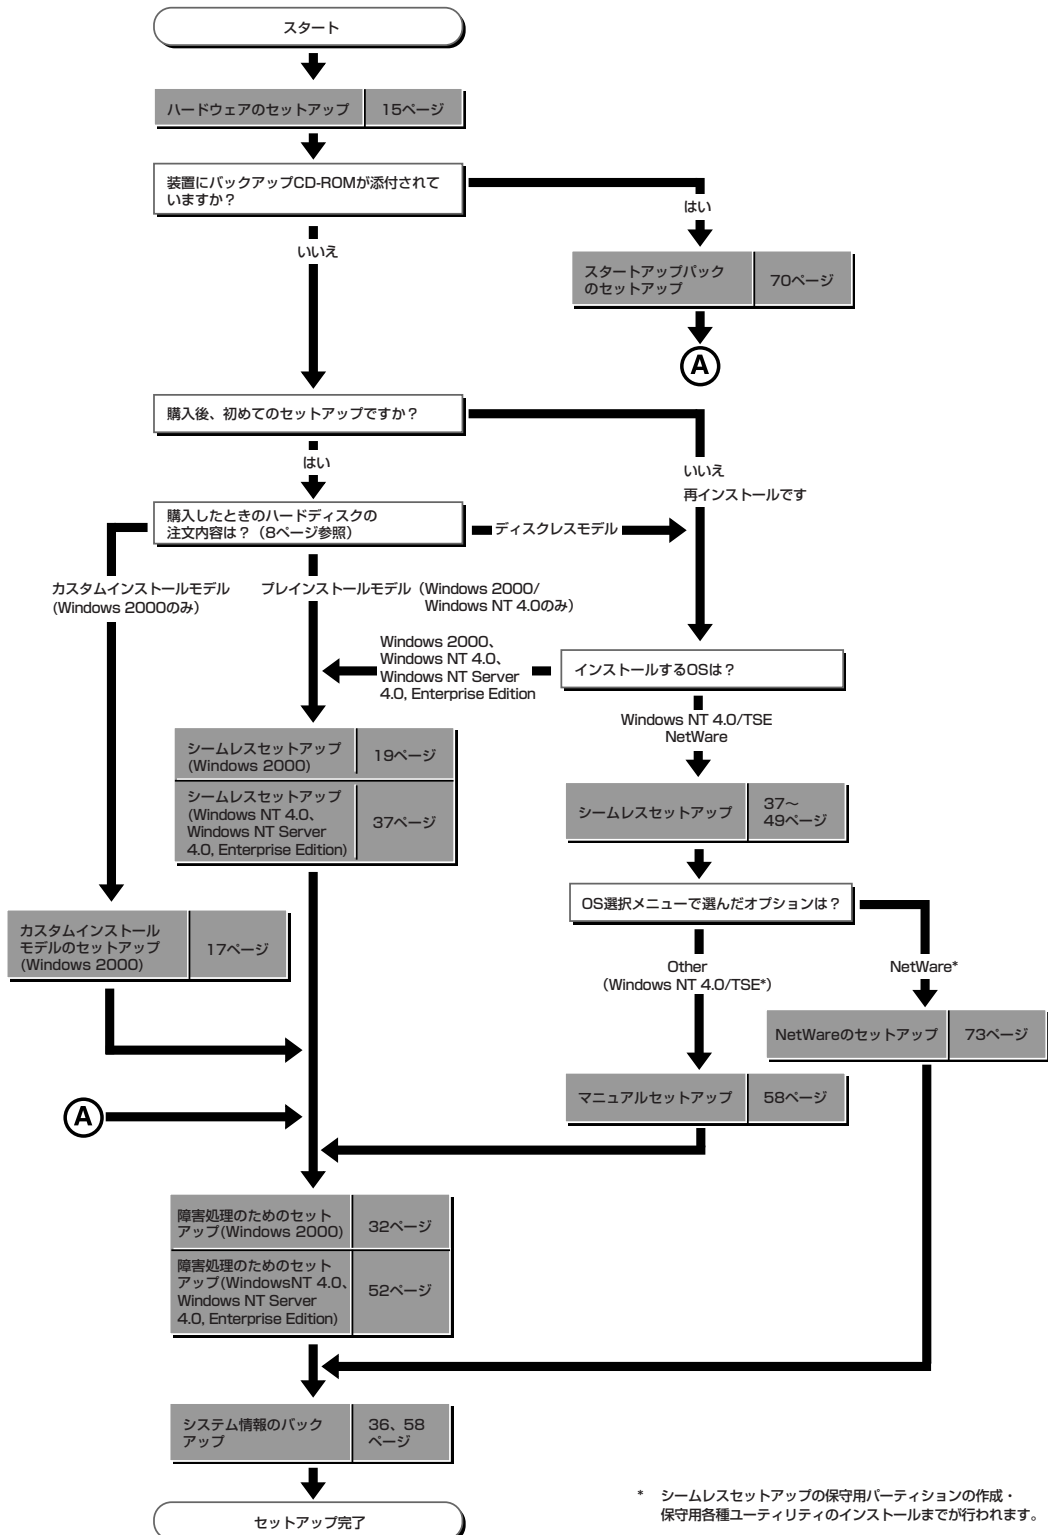 スタート
ハードウェアのセットアップ
15ページ
装置にバックアップCD-ROMが添付されて
いますか?
はい
いいえ
スタートアップパック
のセットアップ
70ページ
A
購入後、初めてのセットアップですか?
はい
いいえ
再インストールです
購入したときのハードディスクの
注文内容は?(8ページ参照)
ディスクレスモデル
カスタムインストールモデル
(Windows 2000のみ)
プレインストールモデル(Windows 2000/
Windows NT 4.0のみ)
Windows 2000、
Windows NT 4.0、
Windows NT Server
4.0, Enterprise Edition
インストールするOSは?
Windows NT 4.0/TSE
NetWare
シームレスセットアップ
(Windows 2000)
19ページ
シームレスセットアップ
(Windows NT 4.0、
Windows NT Server
4.0, Enterprise Edition)
37ページ
シームレスセットアップ
37〜
49ページ
OS選択メニューで選んだオプションは?
カスタムインストール
モデルのセットアップ
(Windows 2000)
17ページ
Other
(Windows NT 4.0/TSE*)
NetWare*
NetWareのセットアップ
73ページ
マニュアルセットアップ
58ページ
A
障害処理のためのセット
アップ(Windows 2000)
32ページ
障害処理のためのセット
アップ(WindowsNT 4.0、
Windows NT Server
4.0, Enterprise Edition)
52ページ
システム情報のバック
アップ
36、58
ページ
セットアップ完了
* シームレスセットアップの保守用パーティションの作成・
保守用各種ユーティリティのインストールまでが行われます。